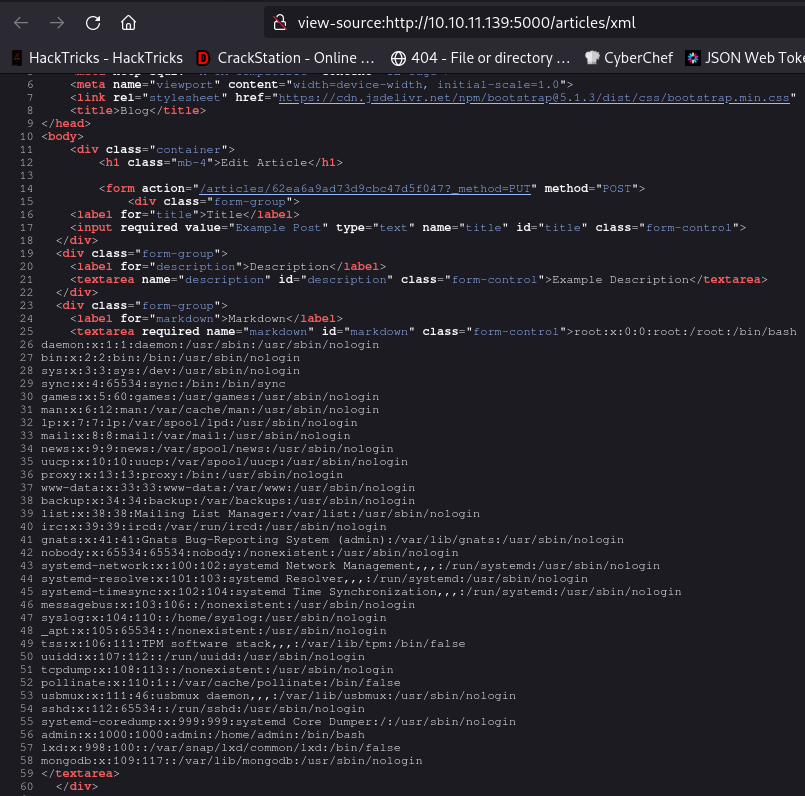 view-source:http://10.10.11.139:5000/articles/xml
HackTricks - HackTricks D CrackStation - Online ... 404 - File or directory ... CyberChef JSON Web Toke
6 <meta name="viewport" content="width=device-width, initial-scale=1.0">
7 <link rel="stylesheet" href="https://cdn.jsdelivr.net/npm/bootstrap@5.1.3/dist/css/bootstrap.min.css"
8 <title>Blog</title>
9 </head>
10 <body>
11 <div class="container">
12 <h1 class="mb-4">Edit Article</h1>
13
14 <form action="/articles/62ea6a9ad73d9cbc47d5f047?_method=PUT" method="POST">
15 <div class="form-group">
16 <label for="title">Title</label>
17 <input required value="Example Post" type="text" name="title" id="title" class="form-control">
18 </div>
19 <div class="form-group">
20 <label for="description">Description</label>
21 <textarea name="description" id="description" class="form-control">Example Description</textarea>
22 </div>
23 <div class="form-group">
24 <label for="markdown">Markdown</label>
25 <textarea required name="markdown" id="markdown" class="form-control">root:x:0:0:root:/root:/bin/bash
26 daemon:x:1:1:daemon:/usr/sbin:/usr/sbin/nologin
27 bin:x:2:2:bin:/bin:/usr/sbin/nologin
28 sys:x:3:3:sys:/dev:/usr/sbin/nologin
29 sync:x:4:65534:sync:/bin:/bin/sync
30 games:x:5:60:games:/usr/games:/usr/sbin/nologin
31 man:x:6:12:man:/var/cache/man:/usr/sbin/nologin
32 lp:x:7:7:lp:/var/spool/lpd:/usr/sbin/nologin
33 mail:x:8:8:mail:/var/mail:/usr/sbin/nologin
34 news:x:9:9:news:/var/spool/news:/usr/sbin/nologin
35 uucp:x:10:10:uucp:/var/spool/uucp:/usr/sbin/nologin
36 proxy:x:13:13:proxy:/bin:/usr/sbin/nologin
37 www-data:x:33:33:www-data:/var/www:/usr/sbin/nologin
38 backup:x:34:34:backup:/var/backups:/usr/sbin/nologin
39 list:x:38:38:Mailing List Manager:/var/list:/usr/sbin/nologin
40 irc:x:39:39:ircd:/var/run/ircd:/usr/sbin/nologin
41 gnats:x:41:41:Gnats Bug-Reporting System (admin):/var/lib/gnats:/usr/sbin/nologin
42 nobody:x:65534:65534:nobody:/nonexistent:/usr/sbin/nologin
43 systemd-network:x:100:102:systemd Network Management,,,:/run/systemd:/usr/sbin/nologin
44 systemd-resolve:x:101:103:systemd Resolver,,,:/run/systemd:/usr/sbin/nologin
45 systemd-timesync:x:102:104:systemd Time Synchronization,,,:/run/systemd:/usr/sbin/nologin
46 messagebus:x:103:106::/nonexistent:/usr/sbin/nologin
47 syslog:x:104:110::/home/syslog:/usr/sbin/nologin
48 _apt:x:105:65534::/nonexistent:/usr/sbin/nologin
49 tss:x:106:111:TPM software stack,,,:/var/lib/tpm:/bin/false
50 uuidd:x:107:112::/run/uuidd:/usr/sbin/nologin
51 tcpdump:x:108:113::/nonexistent:/usr/sbin/nologin
52 pollinate:x:110:1::/var/cache/pollinate:/bin/false
53 usbmux:x:111:46:usbmux daemon,,,:/var/lib/usbmux:/usr/sbin/nologin
54 sshd:x:112:65534::/run/sshd:/usr/sbin/nologin
55 systemd-coredump:x:999:999:systemd Core Dumper:/:/usr/sbin/nologin
56 admin:x:1000:1000:admin:/home/admin:/bin/bash
57 lxd:x:998:100::/var/snap/lxd/common/lxd:/bin/false
58 mongodb:x:109:117::/var/lib/mongodb:/usr/sbin/nologin
59 </textarea>
60 </div>